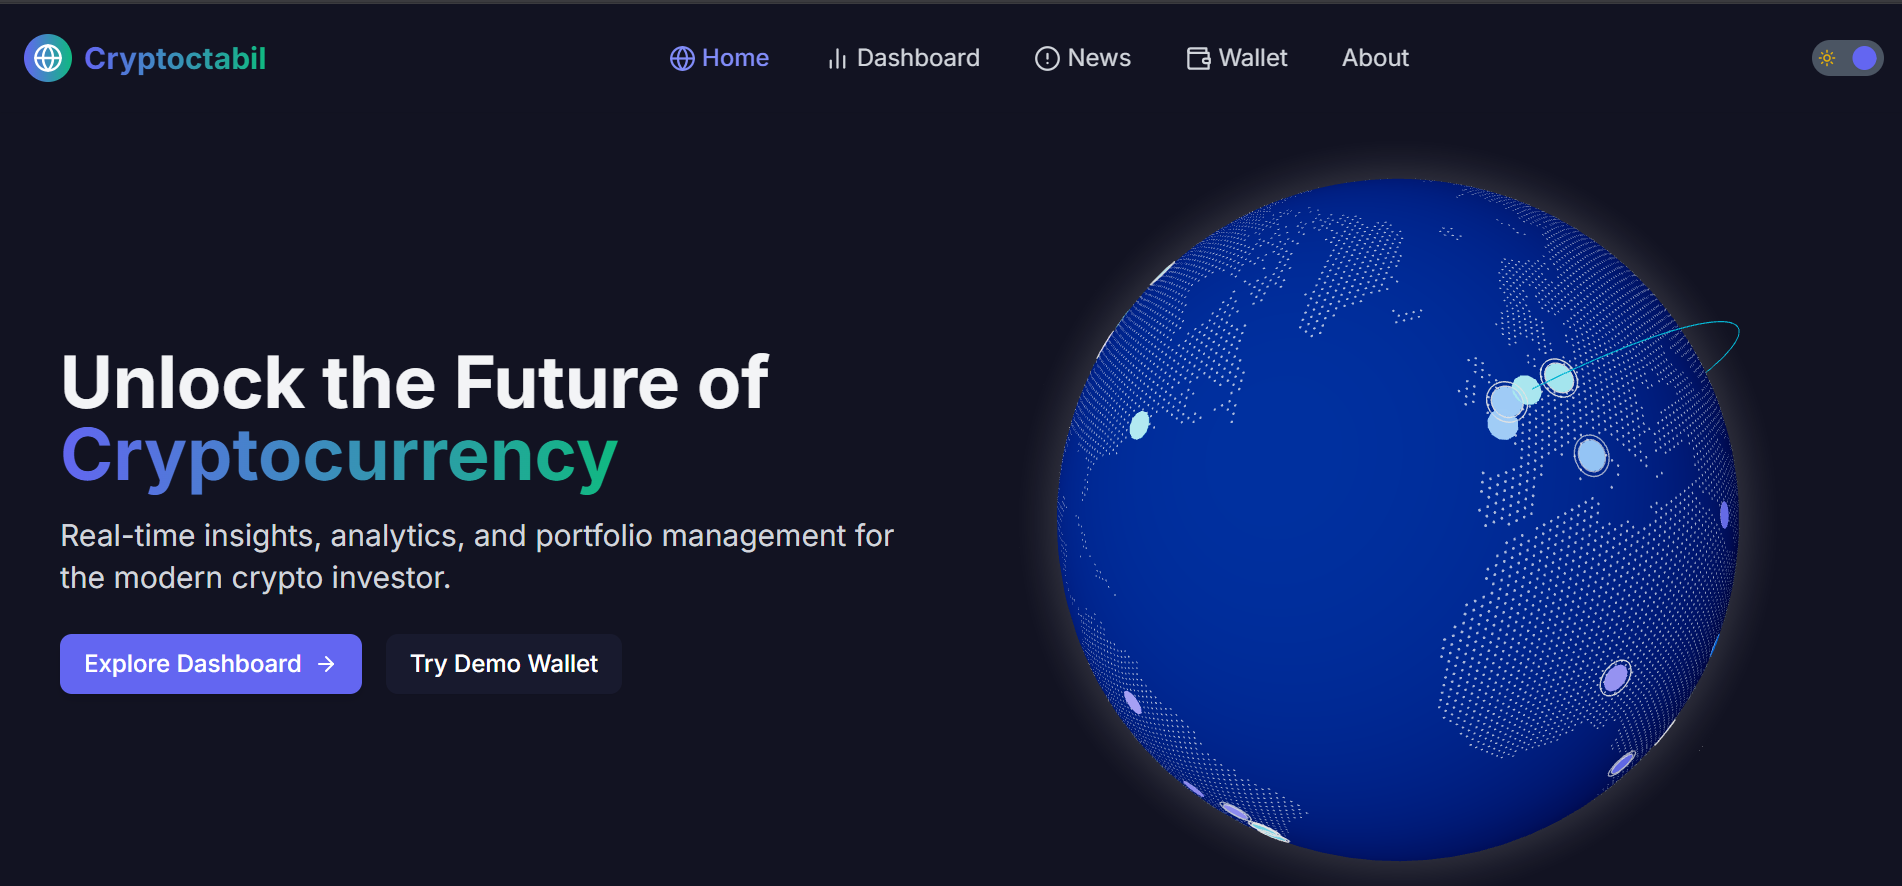 Cryptoctabil
Home
Dashboard
News
Wallet
About
Unlock the Future of
Cryptocurrency
Real-time insights, analytics, and portfolio management for
the modern crypto investor.
Explore Dashboard →
Try Demo Wallet